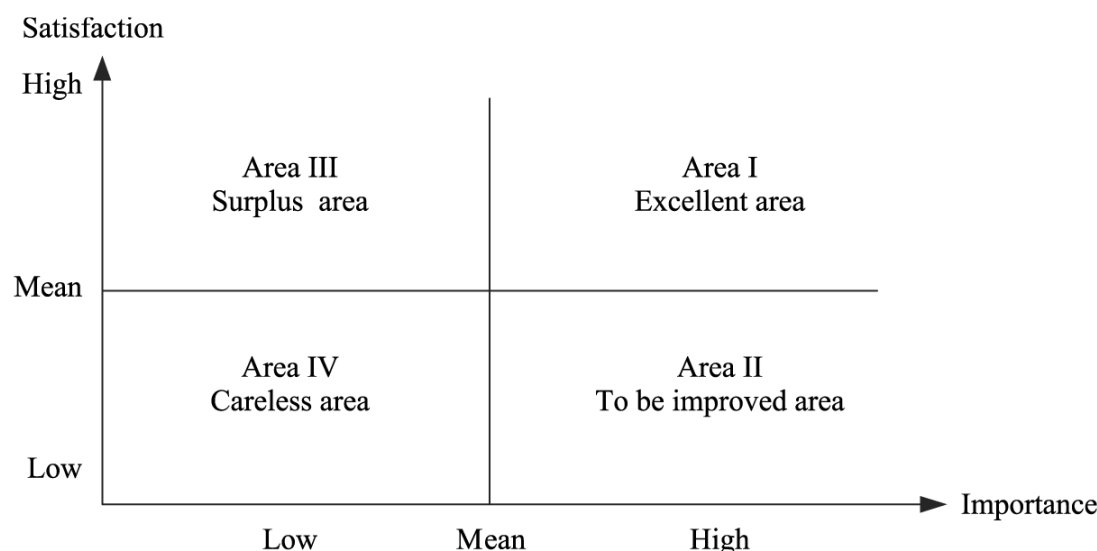 Satisfaction
High
Area III
Surplus area
Area I
Excellent area
Mean
Area IV
Careless area
Area II
To be improved area
Low
Importance
Low
Mean
High